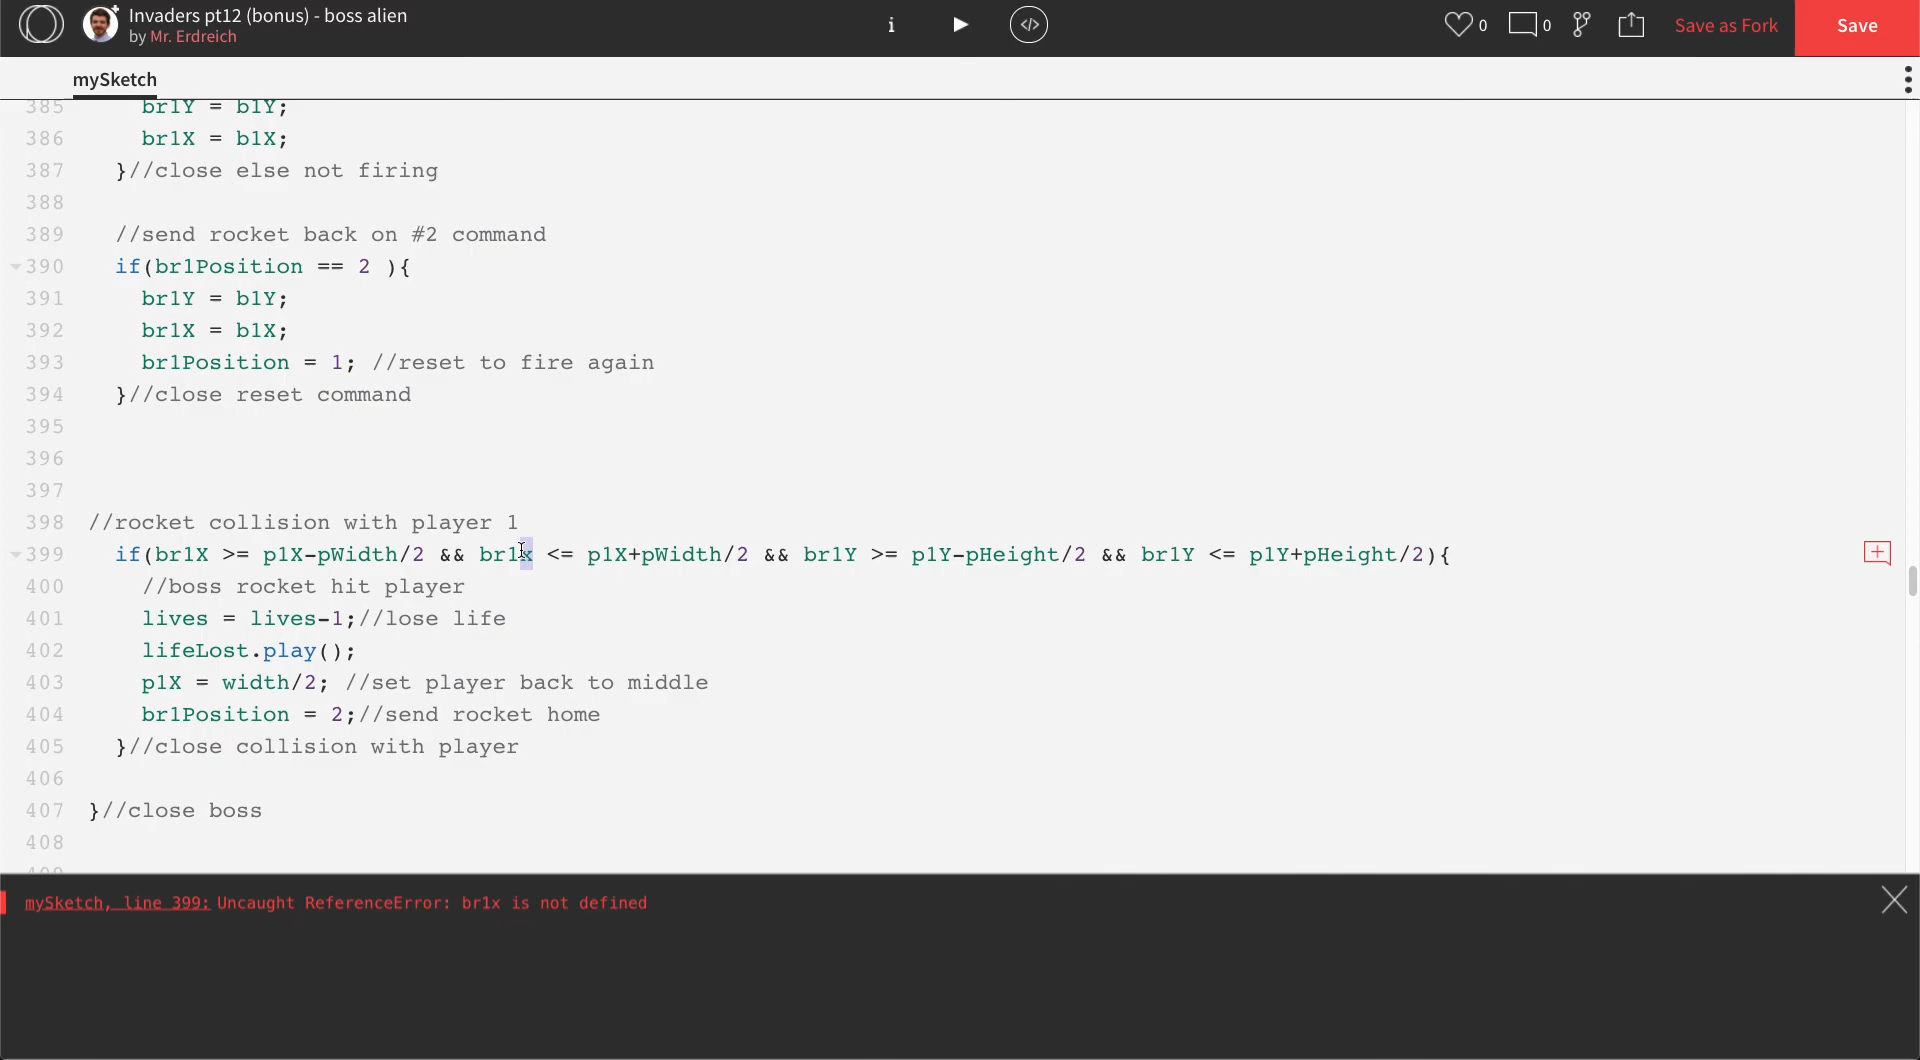 Invaders pt12 (bonus) - boss alien
by Mr. Erdreich
0
0
Save as Fork
Save
mySketch
385 br1Y = b1Y;
386 br1X = b1X;
387 }//close else not firing
388
389 //send rocket back on #2 command
390 if(br1Position == 2 ){
391 br1Y = b1Y;
392 br1X = b1X;
393 br1Position = 1; //reset to fire again
394 }//close reset command
395
396
397
398 //rocket collision with player 1
399 if(br1X >= p1X-pWidth/2 && br1x <= p1X+pWidth/2 && br1Y >= p1Y-pHeight/2 && br1Y <= p1Y+pHeight/2){
400 //boss rocket hit player
401 lives = lives-1;//lose life
402 lifeLost.play();
403 p1X = width/2; //set player back to middle
404 br1Position = 2;//send rocket home
405 }//close collision with player
406
407 }//close boss
408
mySketch, line 399: Uncaught ReferenceError: br1x is not defined